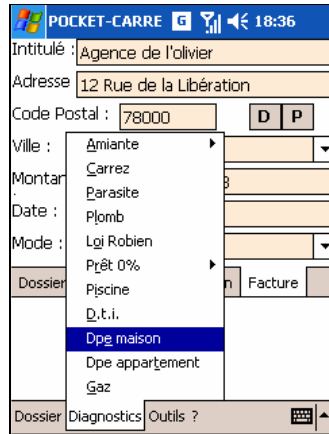 POCKET-CARRE G 18:36
Intitulé : Agence de l'olivier
Adresse 12 Rue de la Libération
Code Postal : 78000 D P
Ville :
Montar 3
Date :
Mode :
Amiante
Carrez
Parasite
Plomb
Loi Robien
Prêt 0%
Piscine
D.t.i.
Dpe maison
Dpe appartement
Gaz
Dossier n Facture
Dossier Diagnostics Outils ?